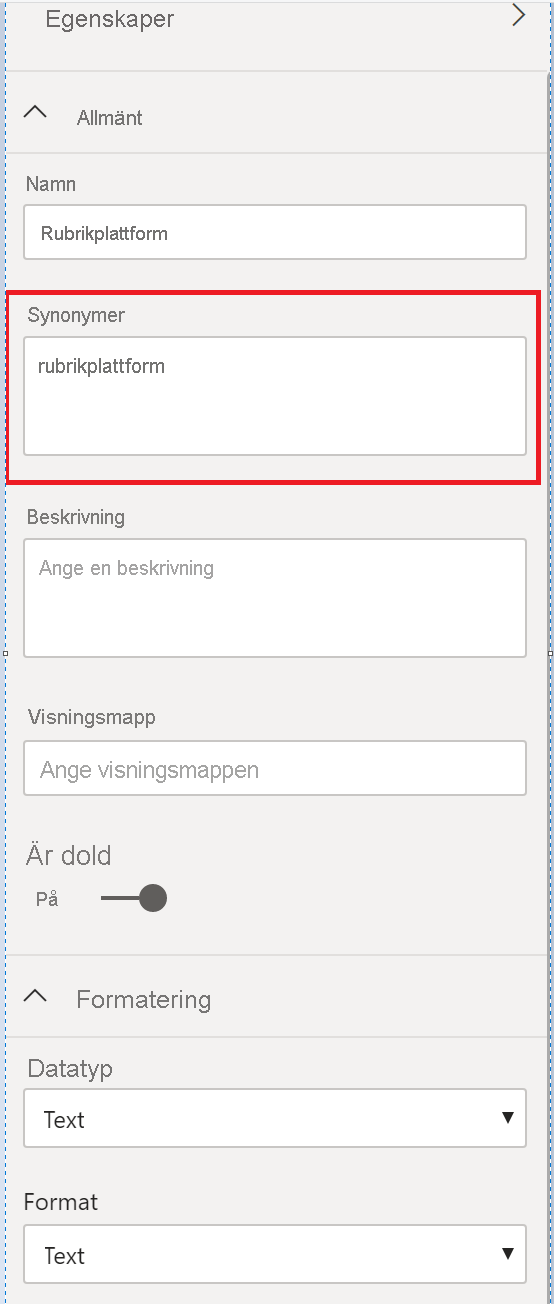 Egenskaper
Allmänt
Namn
Rubrikplattform
Synonymer
rubrikplattform
Beskrivning
Ange en beskrivning
Visningsmapp
Ange visningsmappen
Är dold
På
Formatering
Datatyp
Text
Format
Text